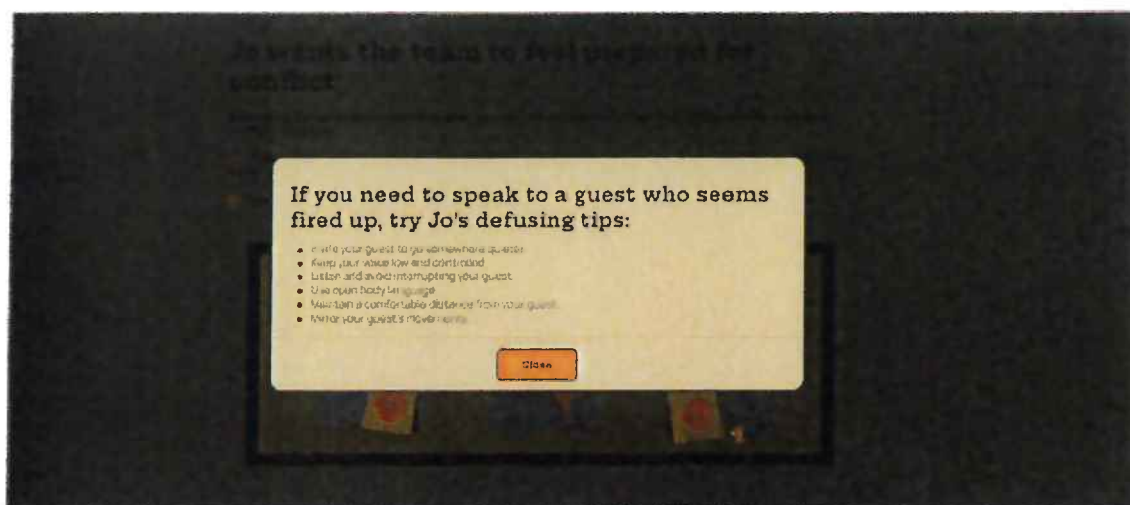 Jo wants the team to feel prepared for
conflict
If you need to speak to a guest who seems
fired up, try Jo's defusing tips:
Invite your guest to go somewhere quieter
Keep your voice low and controlled
Listen and avoid interrupting your guest
Use open body language
Maintain a comfortable distance from your guest
Mirror your guest's movements
Close